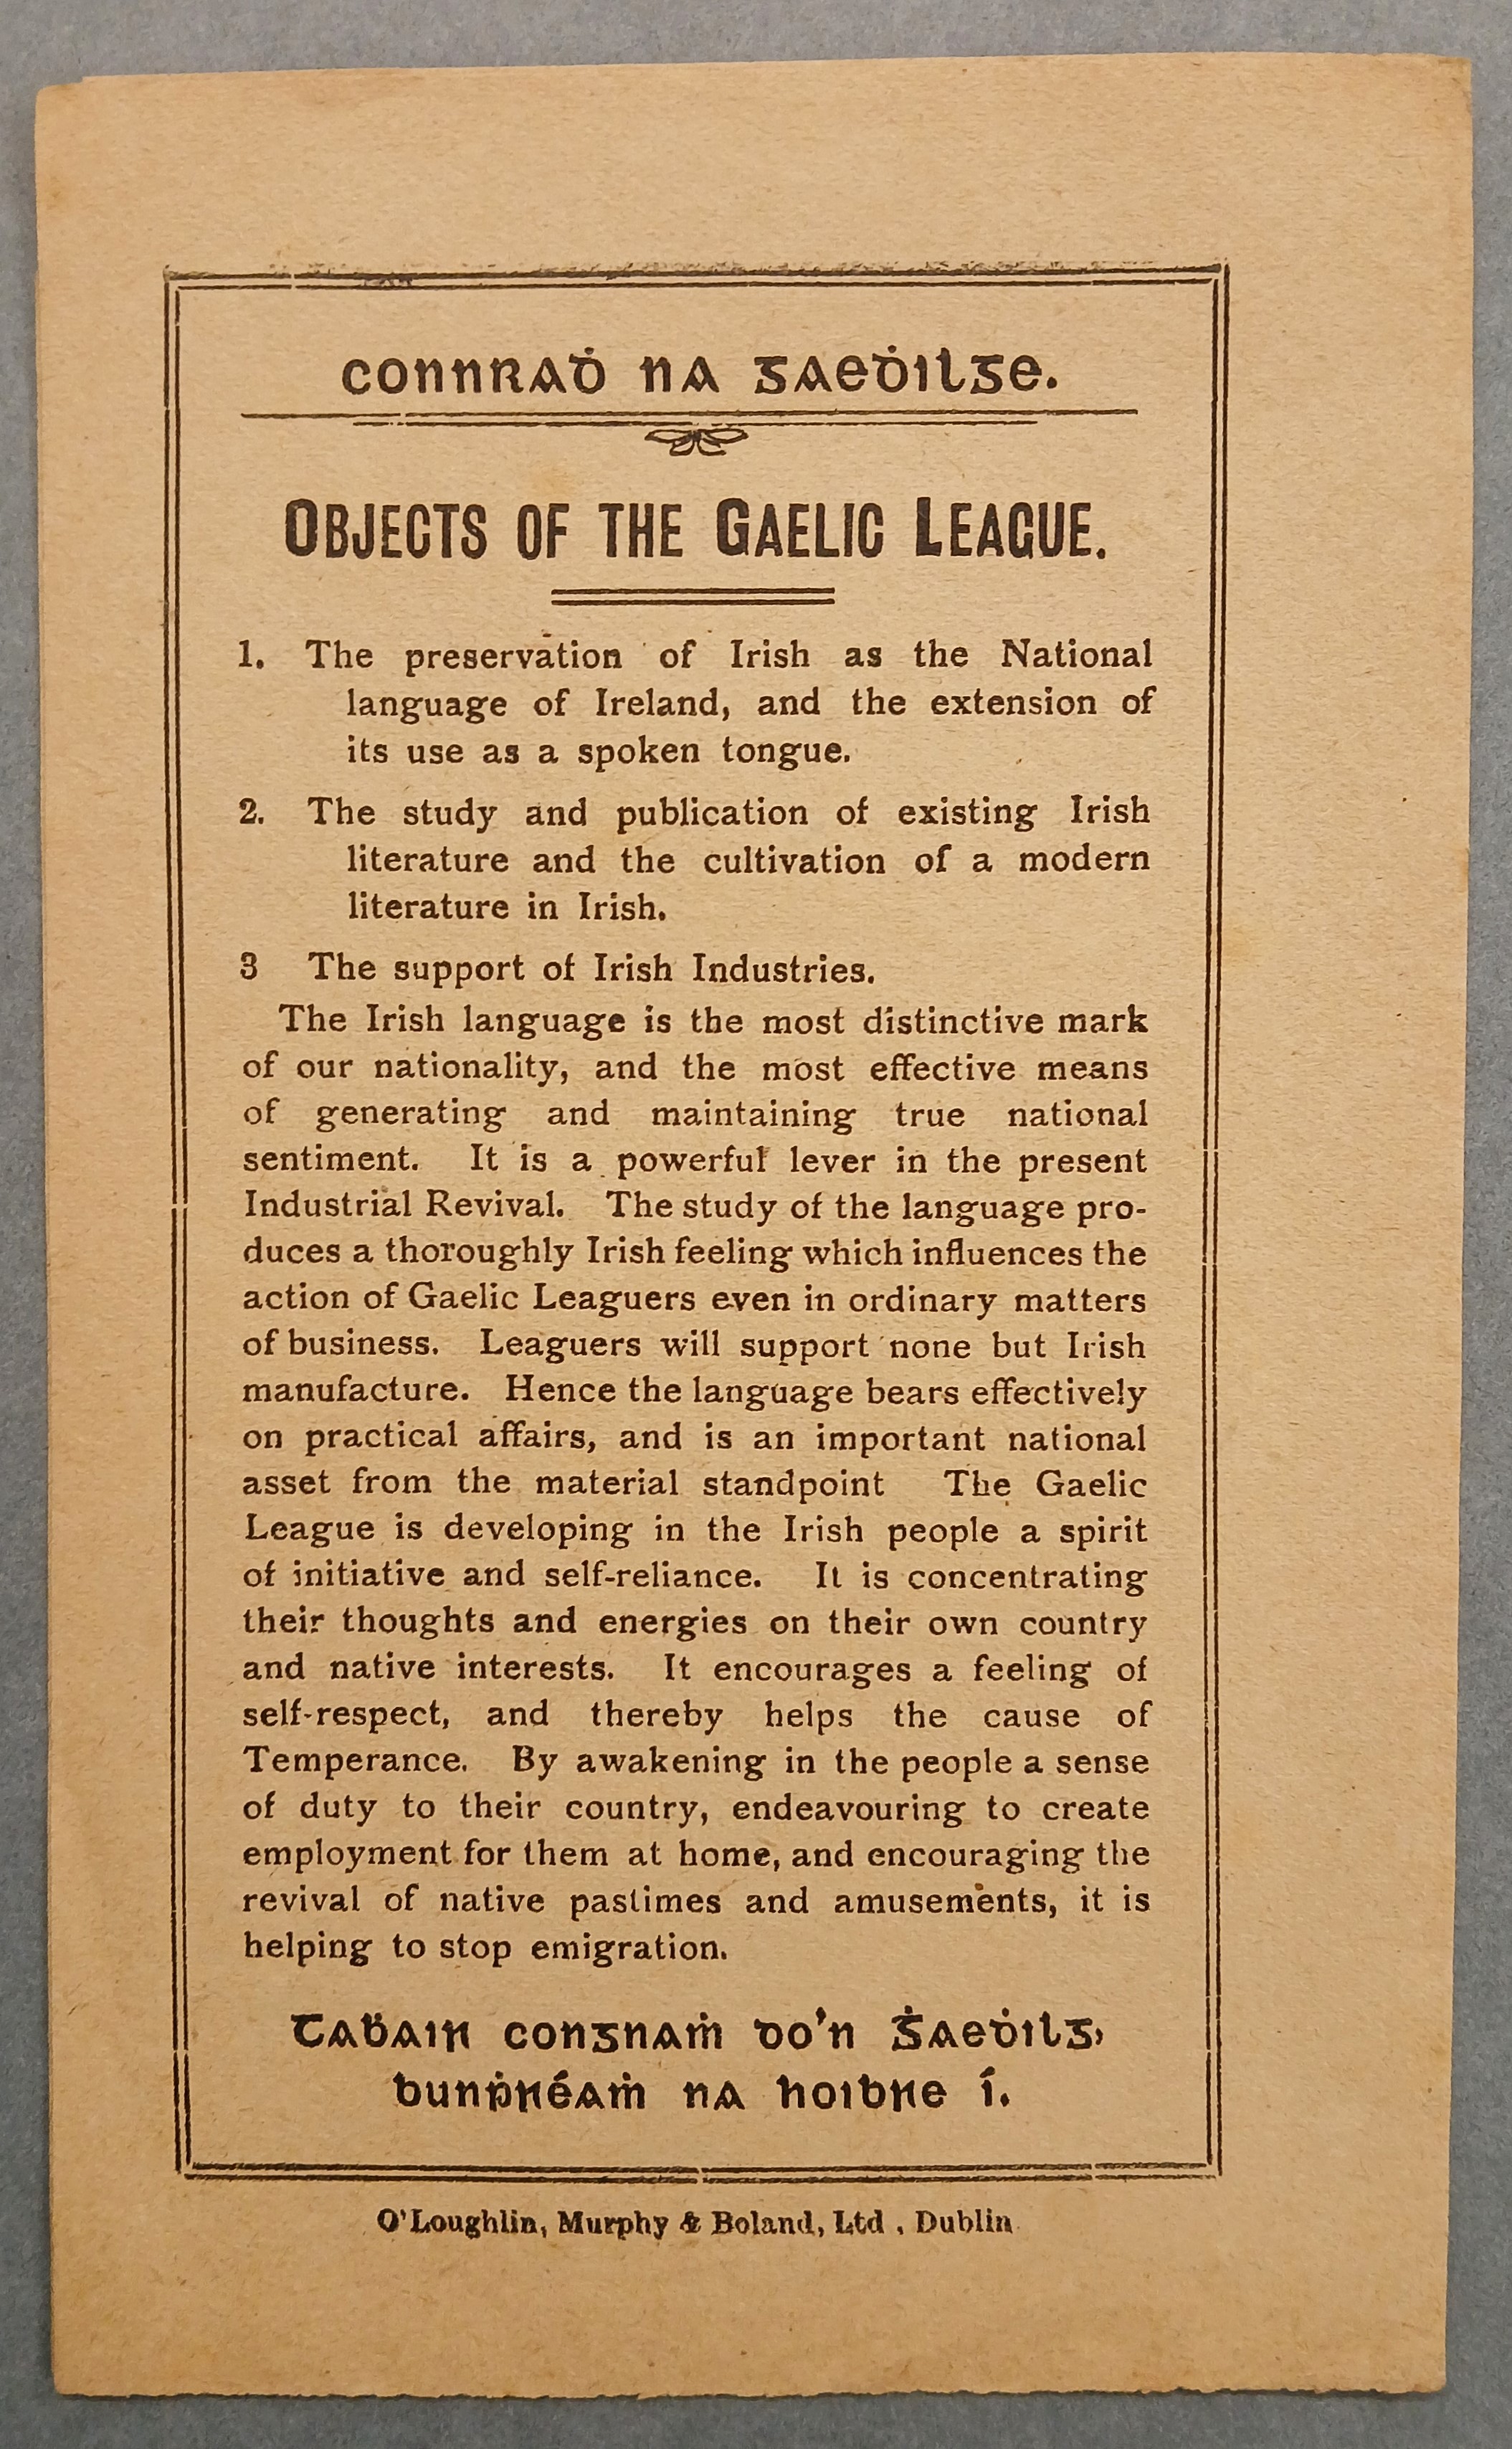 Connraḋ na Gaeḋilge.
OBJECTS OF THE GAELIC LEAGUE.
1. The preservation of Irish as the National
language of Ireland, and the extension of
its use as a spoken tongue.
2. The study and publication of existing Irish
literature and the cultivation of a modern
literature in Irish.
3 The support of Irish Industries.
The Irish language is the most distinctive mark
of our nationality, and the most effective means
of generating and maintaining true national
sentiment. It is a powerful lever in the present
Industrial Revival. The study of the language pro-
duces a thoroughly Irish feeling which influences the
action of Gaelic Leaguers even in ordinary matters
of business. Leaguers will support none but Irish
manufacture. Hence the language bears effectively
on practical affairs, and is an important national
asset from the material standpoint The Gaelic
League is developing in the Irish people a spirit
of initiative and self-reliance. It is concentrating
their thoughts and energies on their own country
and native interests. It encourages a feeling of
self-respect, and thereby helps the cause of
Temperance. By awakening in the people a sense
of duty to their country, endeavouring to create
employment for them at home, and encouraging the
revival of native pastimes and amusements, it is
helping to stop emigration.
Taḃair congnaṁ do'n Ġaeḋilg,
bunṗréaṁ na hoibre í.
O'Loughlin, Murphy & Boland, Ltd , Dublin